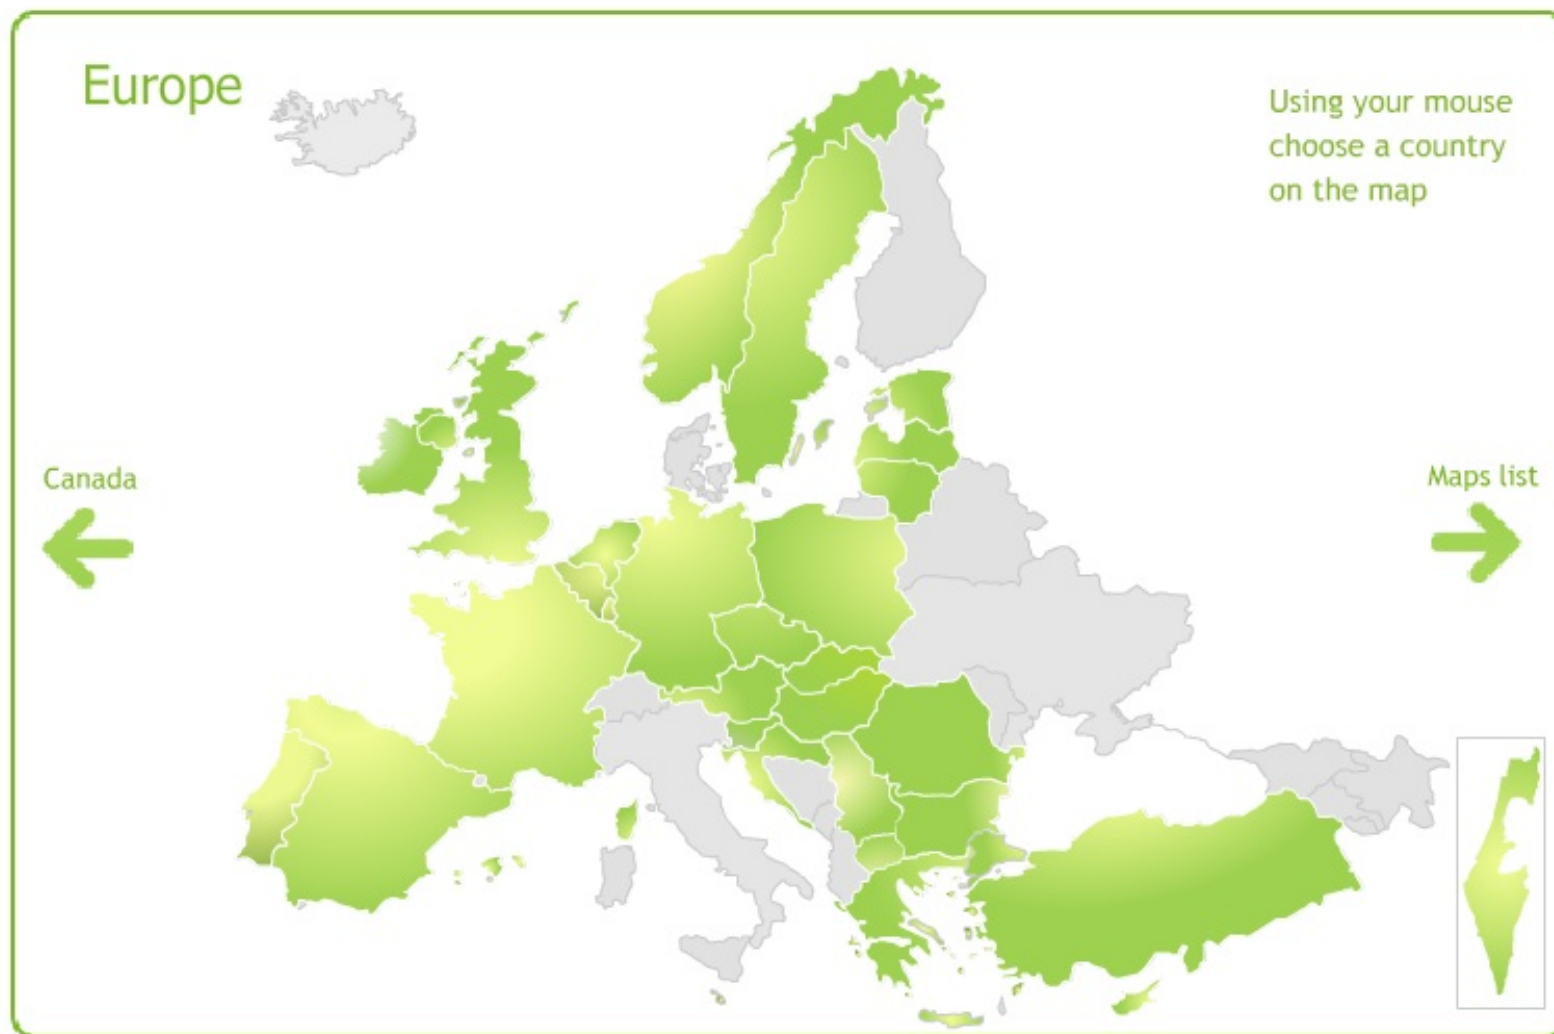 Europe
Using your mouse
choose a country
on the map
Canada
Maps list